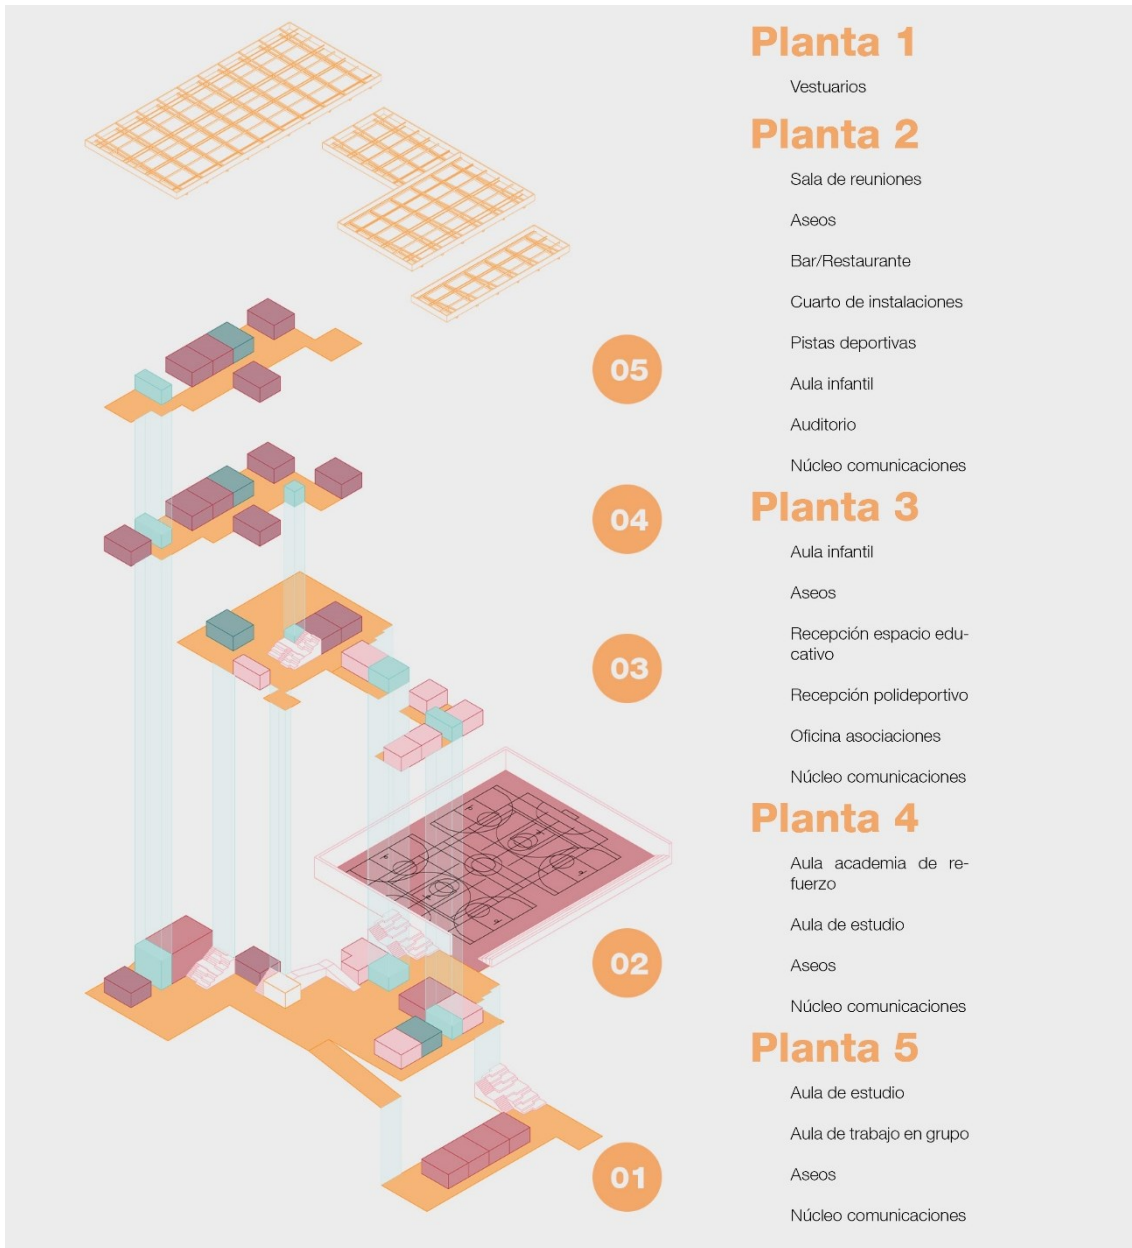 Planta 1
Vestuarios
Planta 2
Sala de reuniones
Aseos
Bar/Restaurante
Cuarto de instalaciones
Pistas deportivas
Aula infantil
Auditorio
Núcleo comunicaciones
Planta 3
Aula infantil
Aseos
Recepción espacio edu-
cativo
Recepción polideportivo
Oficina asociaciones
Núcleo comunicaciones
Planta 4
Aula academia de re-
fuerzo
Aula de estudio
Aseos
Núcleo comunicaciones
Planta 5
Aula de estudio
Aula de trabajo en grupo
Aseos
Núcleo comunicaciones
05
04
03
02
01